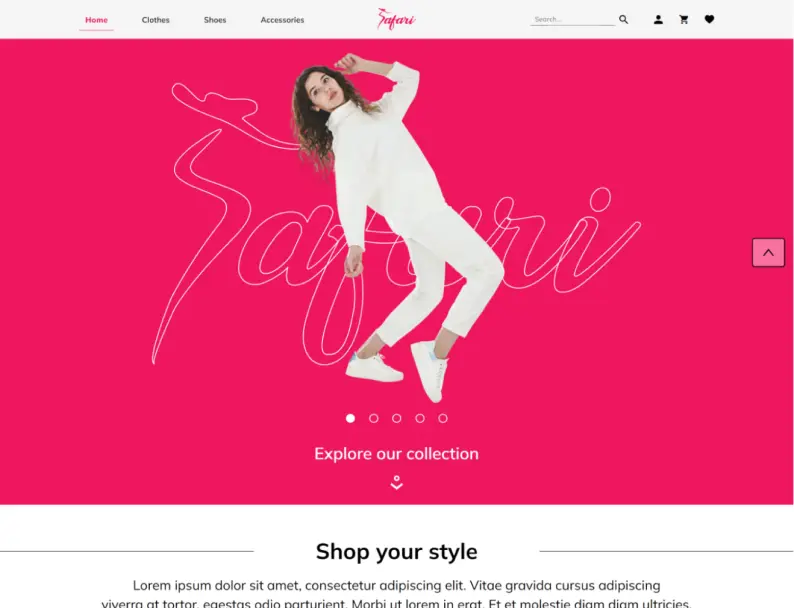 Home
Clothes
Shoes
Accessories
Safari
Search...
Safari
Explore our collection
Shop your style
Lorem ipsum dolor sit amet, consectetur adipiscing elit. Vitae gravida cursus adipiscing
viverra at tortor, egestas odio parturient. Morbi ut lorem in erat. Et et molestie diam diam ultricies.